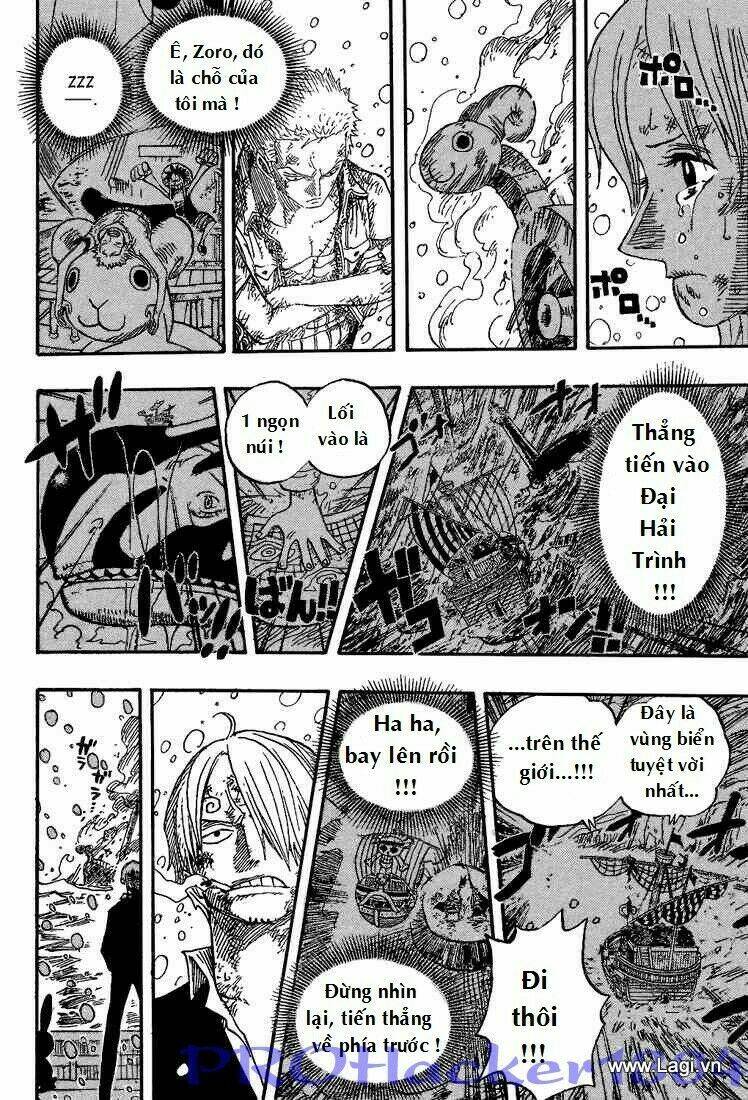 ポロ...
ポロ...
Ê, Zoro, đó
là chỗ của
tôi mà !
zzz
Thẳng
tiến vào
Đại
Hải
Trình
!!!
Lối
vào là
1 ngọn
núi !
ばん!!
Đây là
vùng biển
tuyệt vời
nhất...
...trên thế
giới...!!!
Đi
thôi
!!!
Ha ha,
bay lên rồi
!!!
Đừng nhìn
lại, tiến thẳng
về phía trước !
www.Lagi.vn